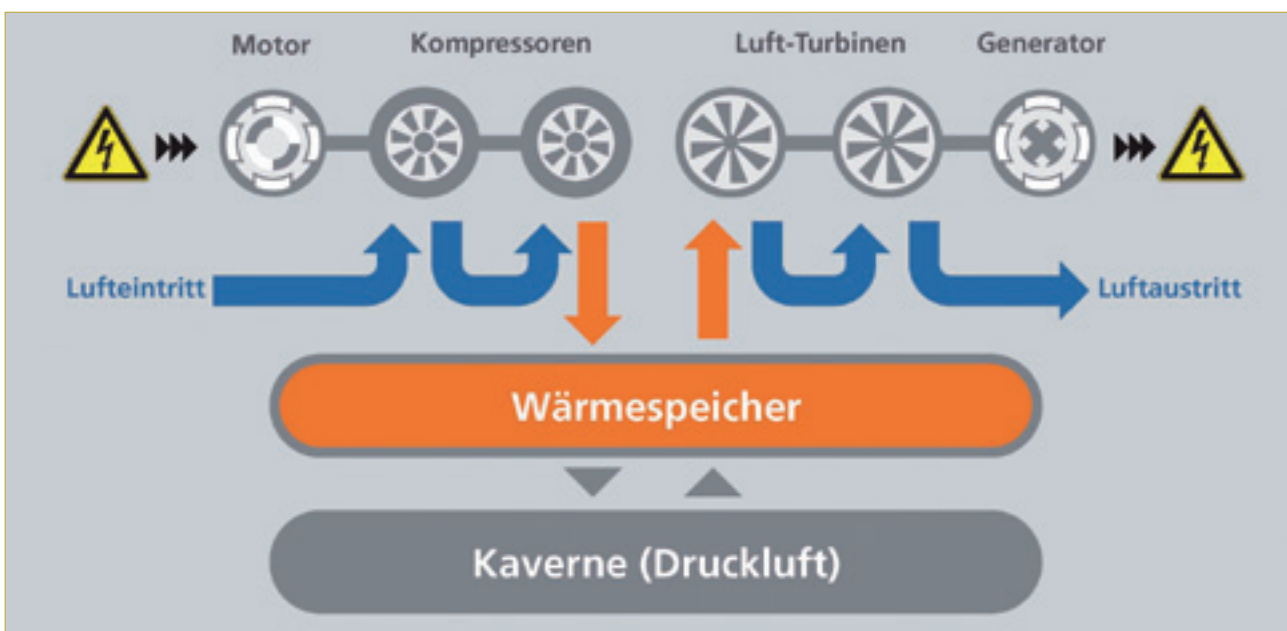 Motor
Kompressoren
Luft-Turbinen
Generator
Lufteintritt
Luftaustritt
Wärmespeicher
Kaverne (Druckluft)